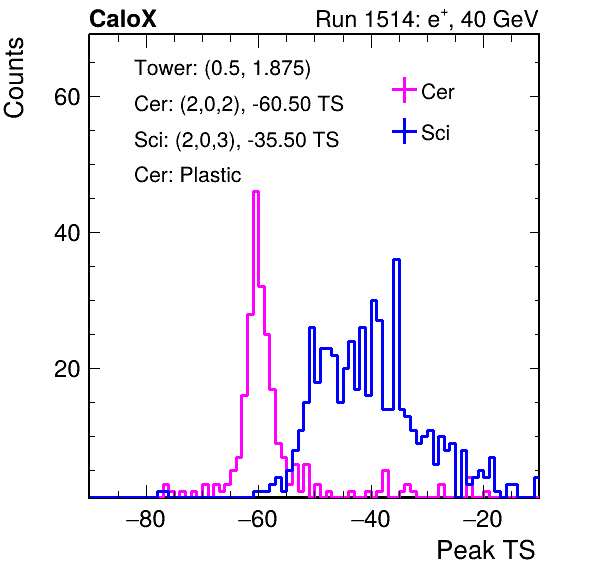 CaloX Run 1514: e⁺, 40 GeV
Counts
Tower: (0.5, 1.875)
Cer: (2,0,2), -60.50 TS
Sci: (2,0,3), -35.50 TS
Cer: Plastic
Cer
Sci
60
40
20
−80 −60 −40 −20
Peak TS